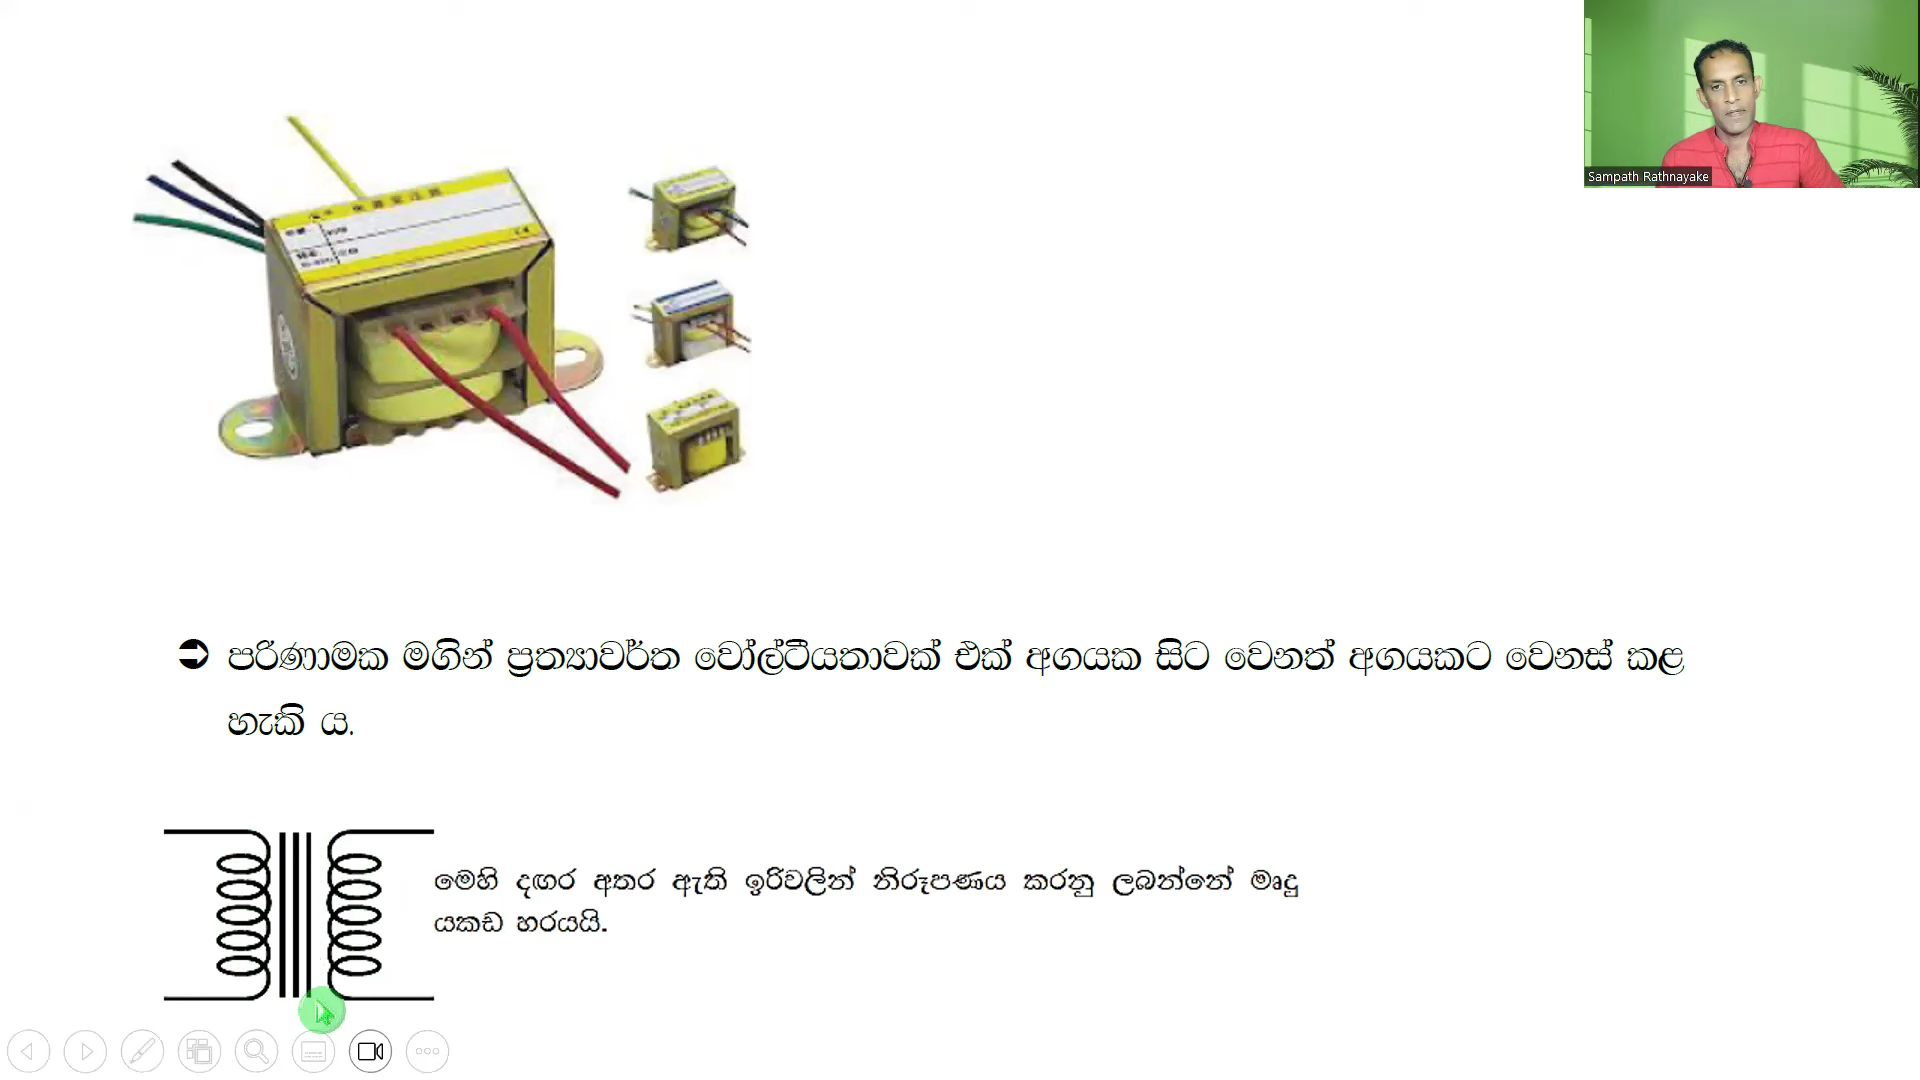 Sampath Rathnayake
පරිණාමක මගින් ප්‍රත්‍යාවර්ත වෝල්ටීයතාවක් එක් අගයක සිට වෙනත් අගයකට වෙනස් කළ
හැකි ය.
මෙහි දඟර අතර ඇති ඉරිවලින් නිරූපණය කරනු ලබන්නේ මෘදු
යකඩ හරයයි.